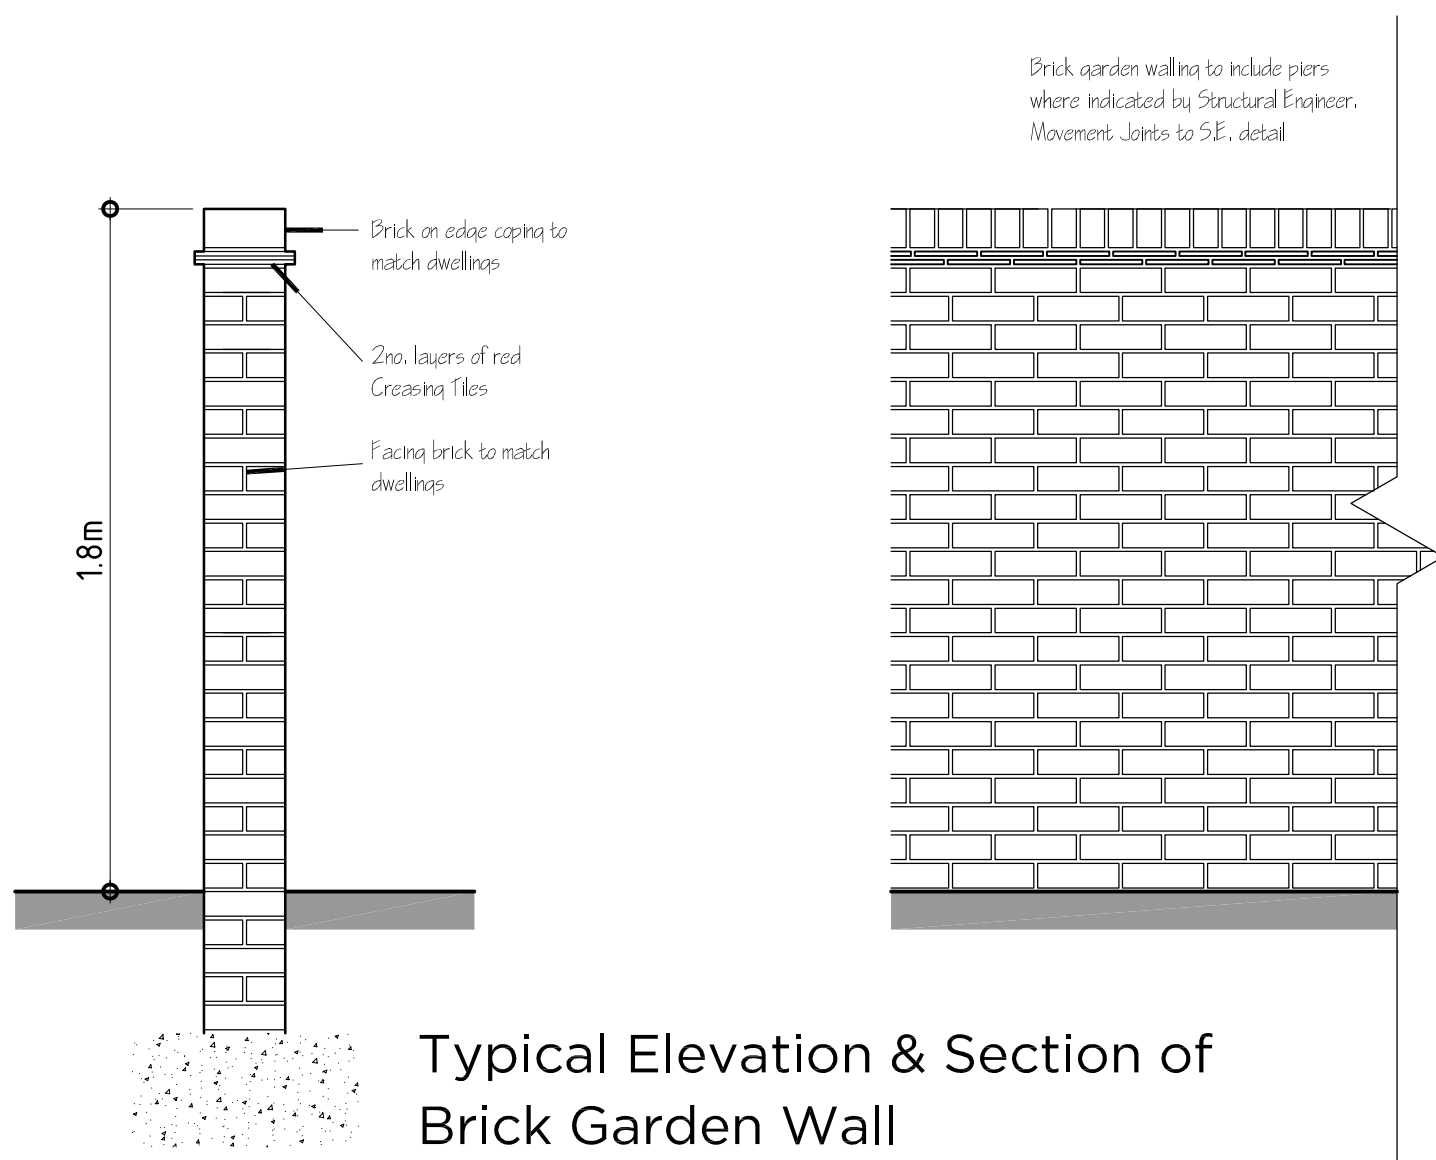 Brick garden walling to include piers
where indicated by Structural Engineer.
Movement Joints to S.E. detail
Brick on edge coping to
match dwellings
2no. layers of red
Creasing Tiles
Facing brick to match
dwellings
1.8m
Typical Elevation & Section of
Brick Garden Wall